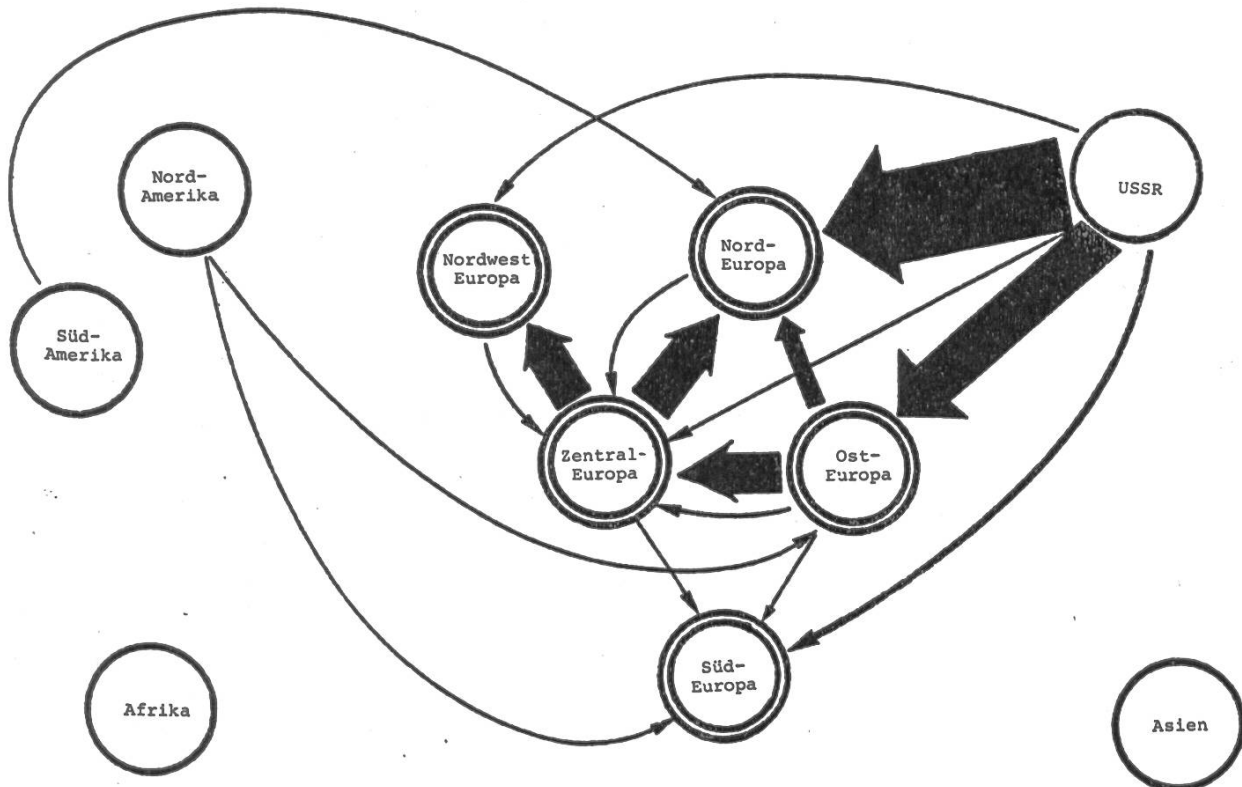 Nord-
Amerika
USSR
Nordwest
Europa
Nord-
Europa
Süd-
Amerika
Zentral-
Europa
Ost-
Europa
Süd-
Europa
Afrika
Asien